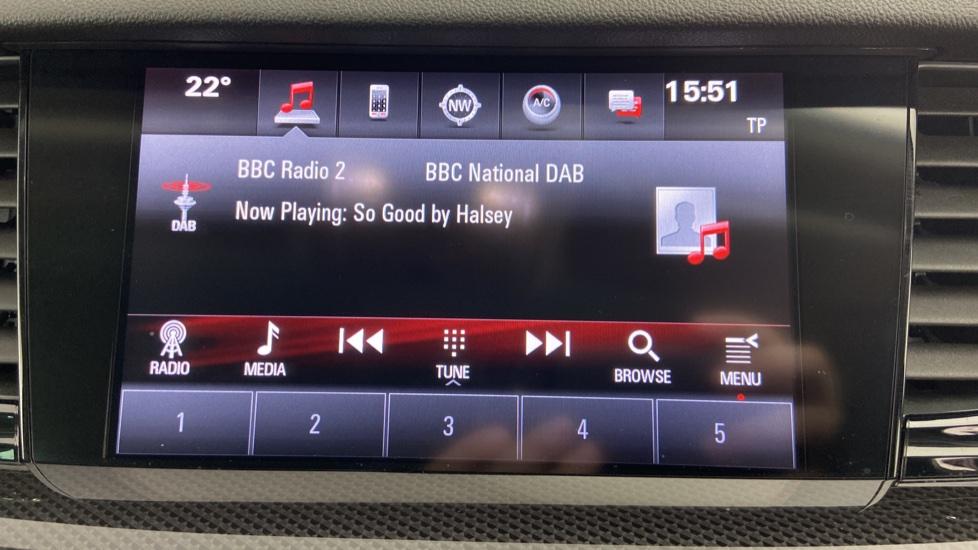 22° NW A/C 15:51
TP
BBC Radio 2 BBC National DAB
DAB
Now Playing: So Good by Halsey
RADIO MEDIA TUNE BROWSE MENU
1 2 3 4 5